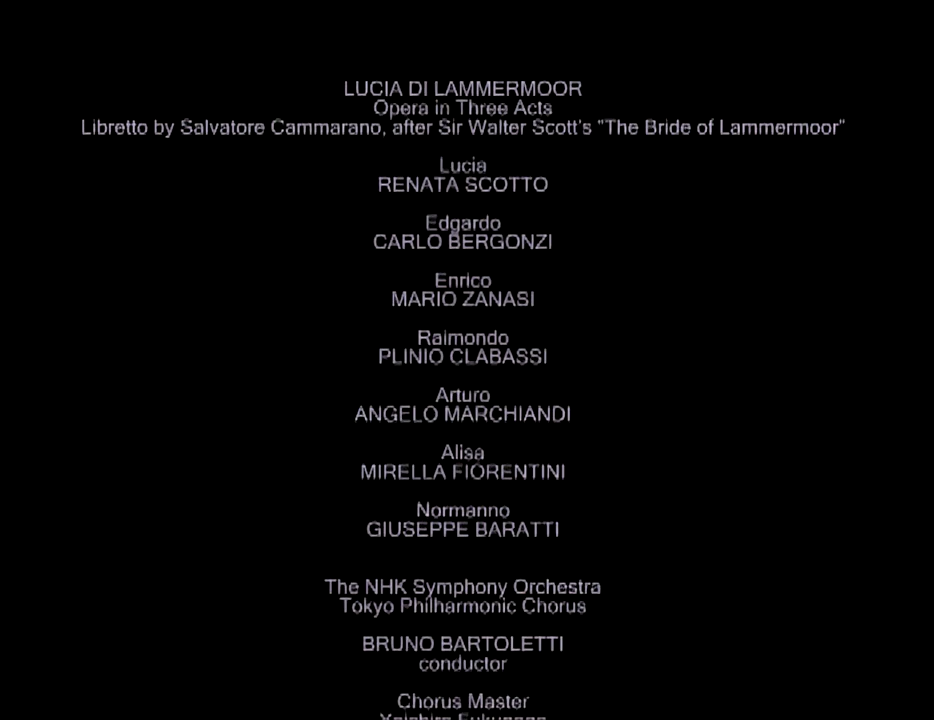 LUCIA DI LAMMERMOOR
Opera in Three Acts
Libretto by Salvatore Cammarano, after Sir Walter Scott's "The Bride of Lammermoor"
Lucia
RENATA SCOTTO
Edgardo
CARLO BERGONZI
Enrico
MARIO ZANASI
Raimondo
PLINIO CLABASSI
Arturo
ANGELO MARCHIANDI
Alisa
MIRELLA FIORENTINI
Normanno
GIUSEPPE BARATTI
The NHK Symphony Orchestra
Tokyo Philharmonic Chorus
BRUNO BARTOLETTI
conductor
Chorus Master